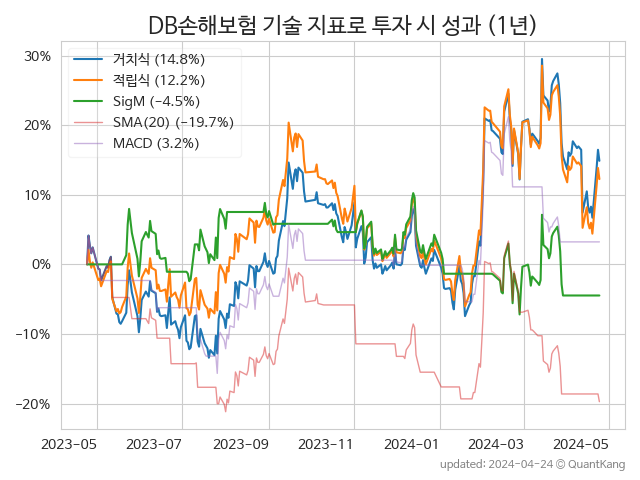 DB손해보험 기술 지표로 투자 시 성과 (1년)
거치식 (14.8%)
적립식 (12.2%)
SigM (−4.5%)
SMA(20) (−19.7%)
MACD (3.2%)
30%
20%
10%
0%
−10%
−20%
2023-05 2023-07 2023-09 2023-11 2024-01 2024-03 2024-05
updated: 2024-04-24 © QuantKang